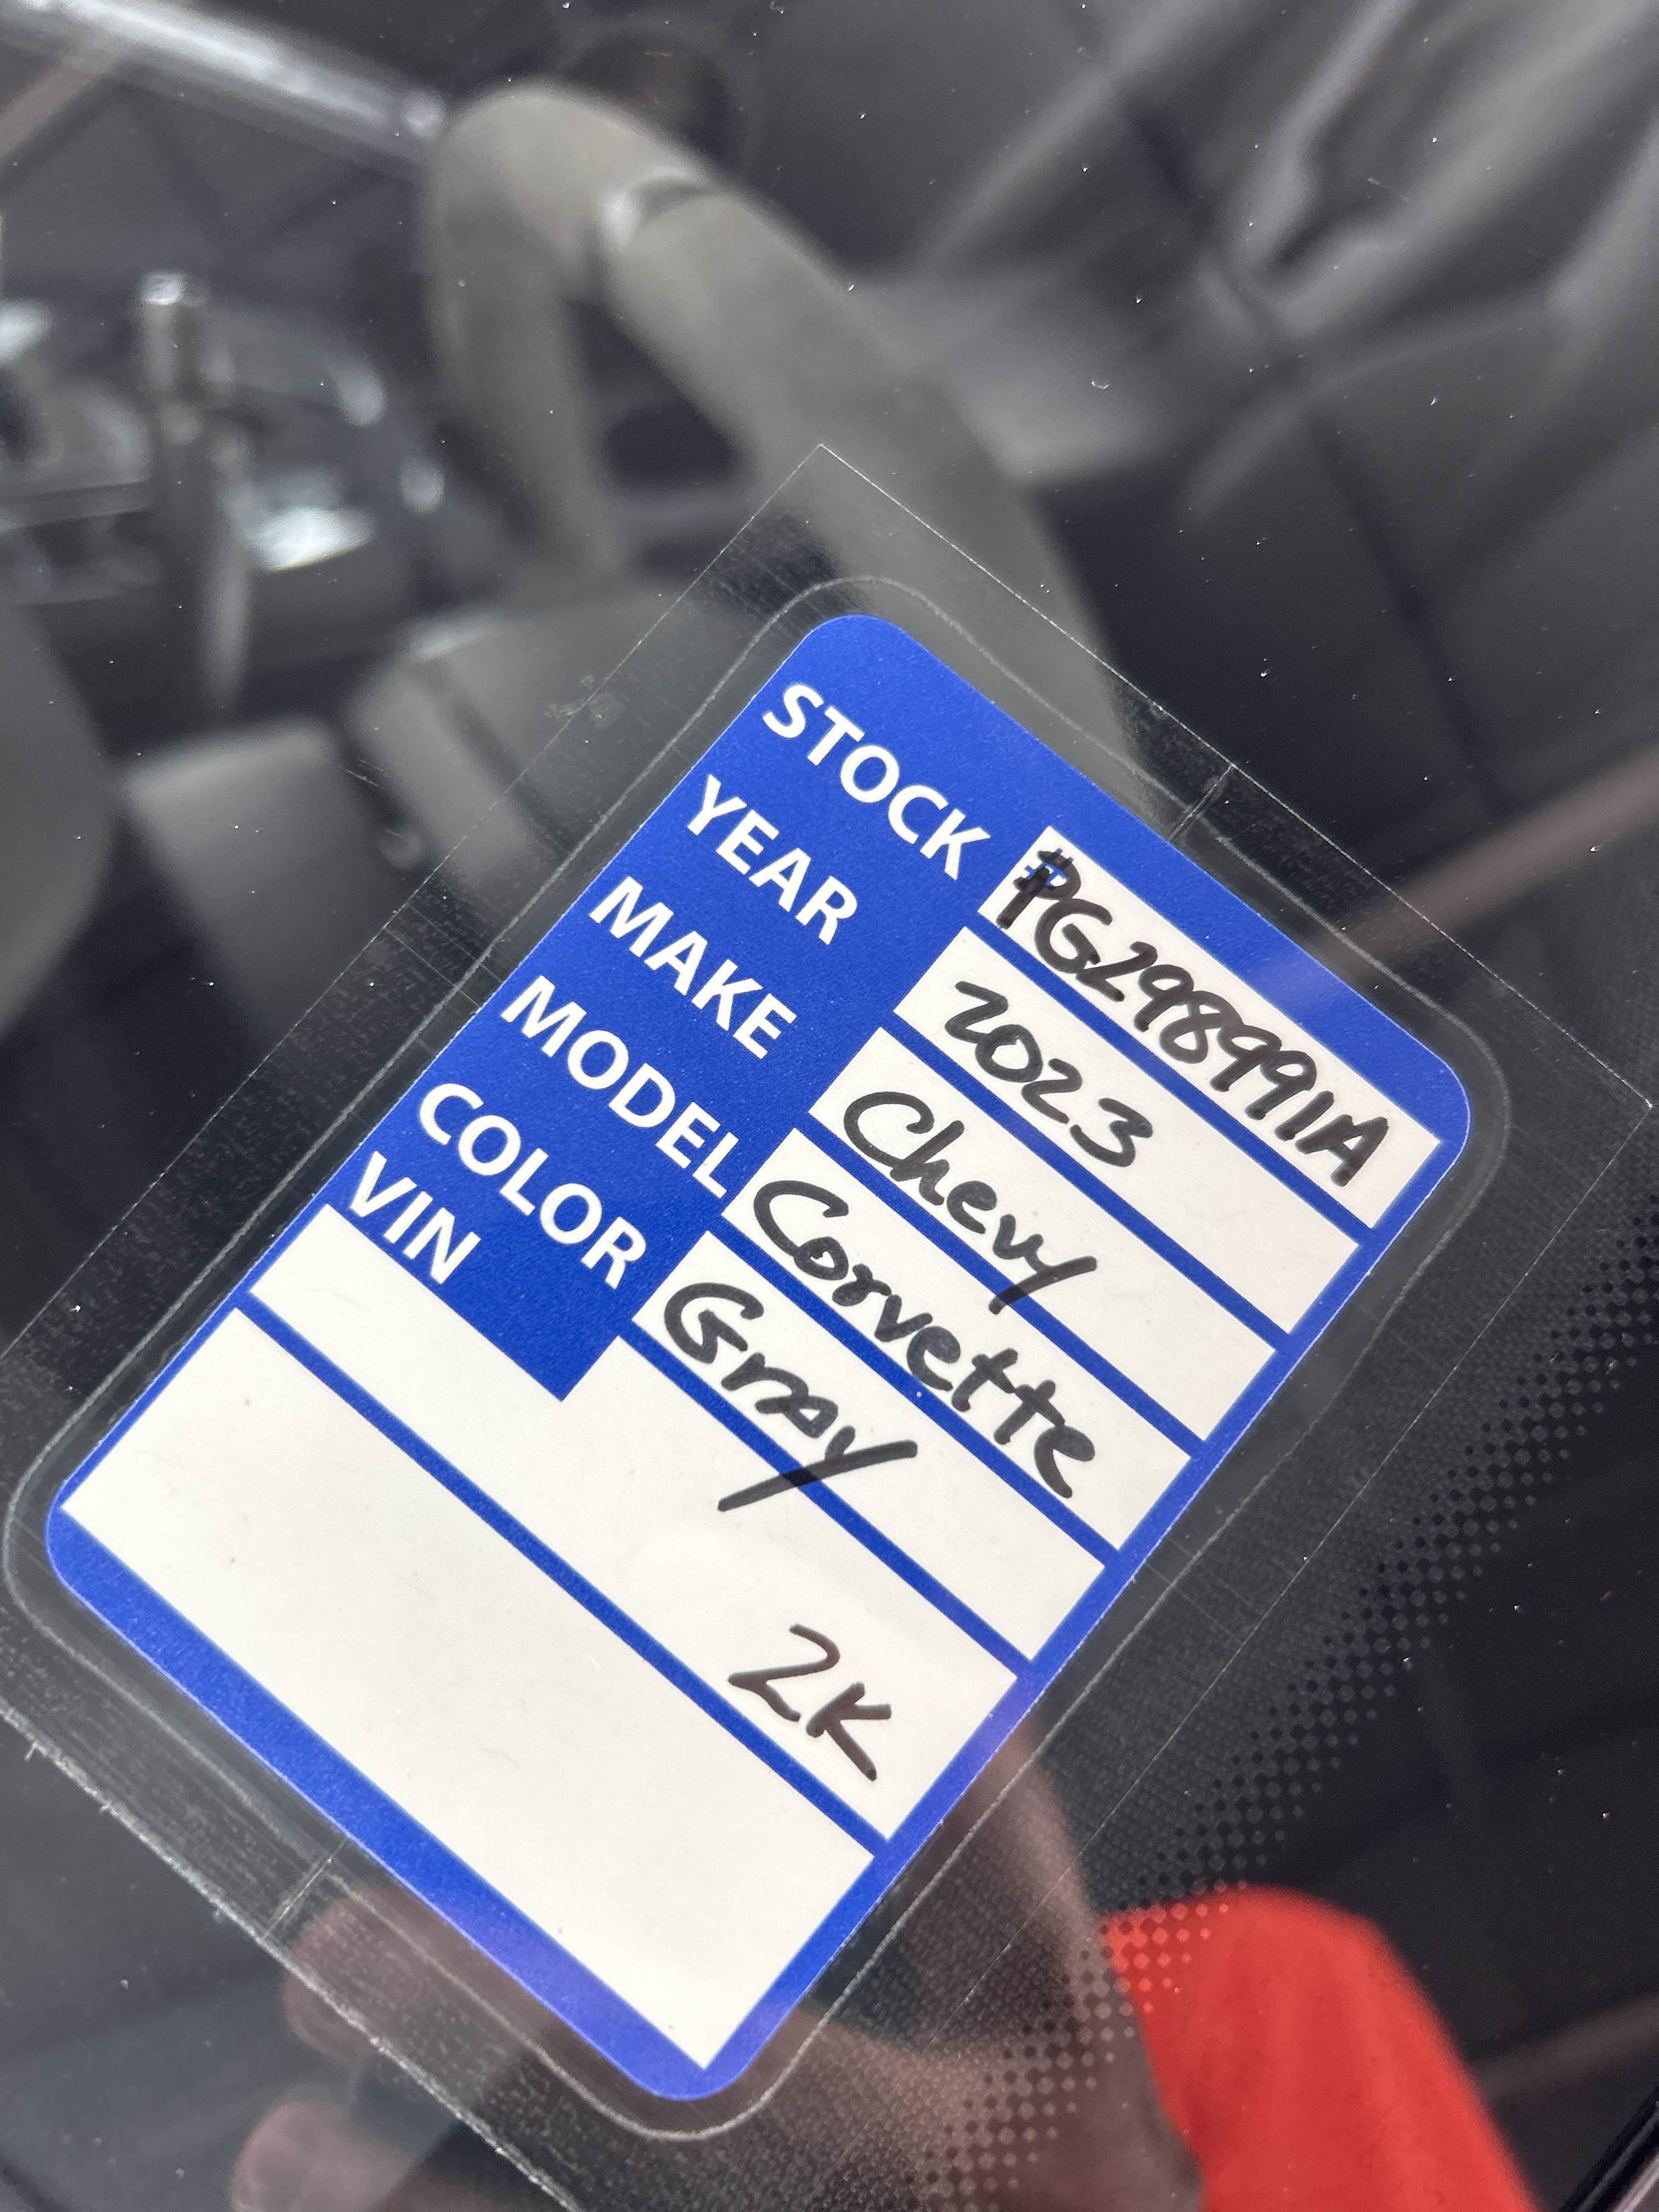 STOCK #PG298991A
YEAR 2023
MAKE Chevy
MODEL Corvette
COLOR Gray
VIN
2K